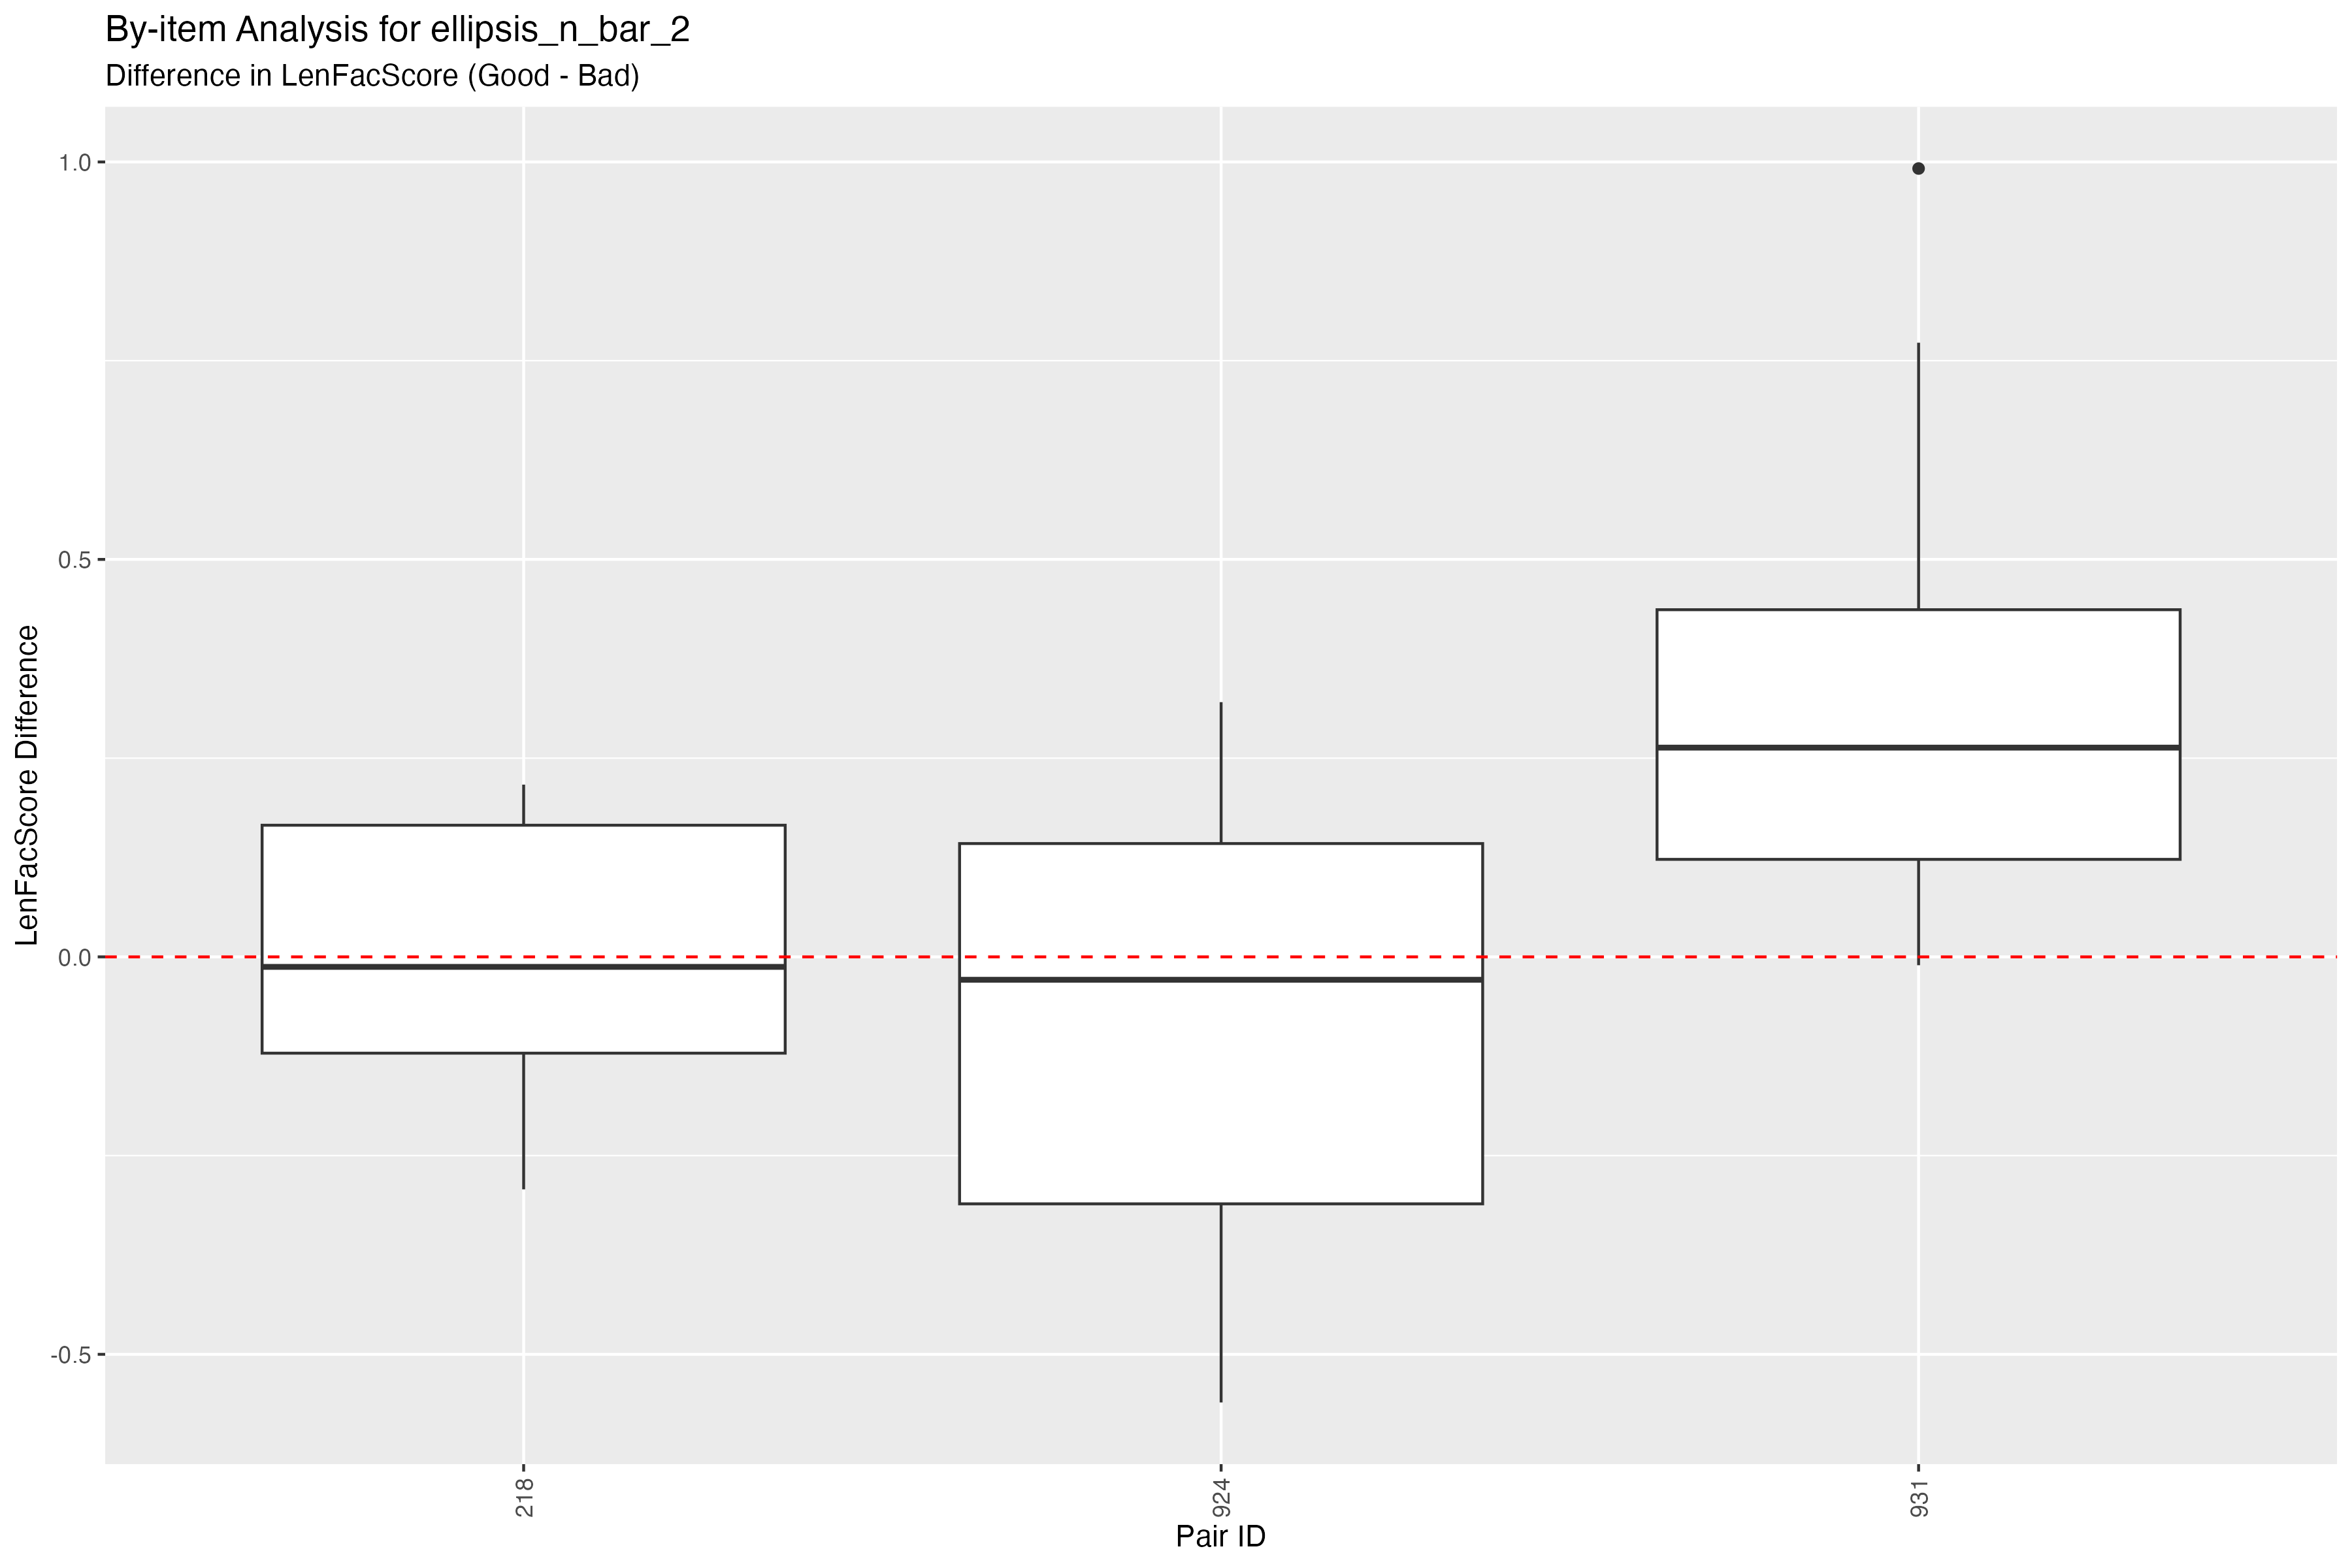 By-item Analysis for ellipsis_n_bar_2
Difference in LenFacScore (Good - Bad)
LenFacScore Difference
1.0
0.5
0.0
-0.5
218
924
931
Pair ID